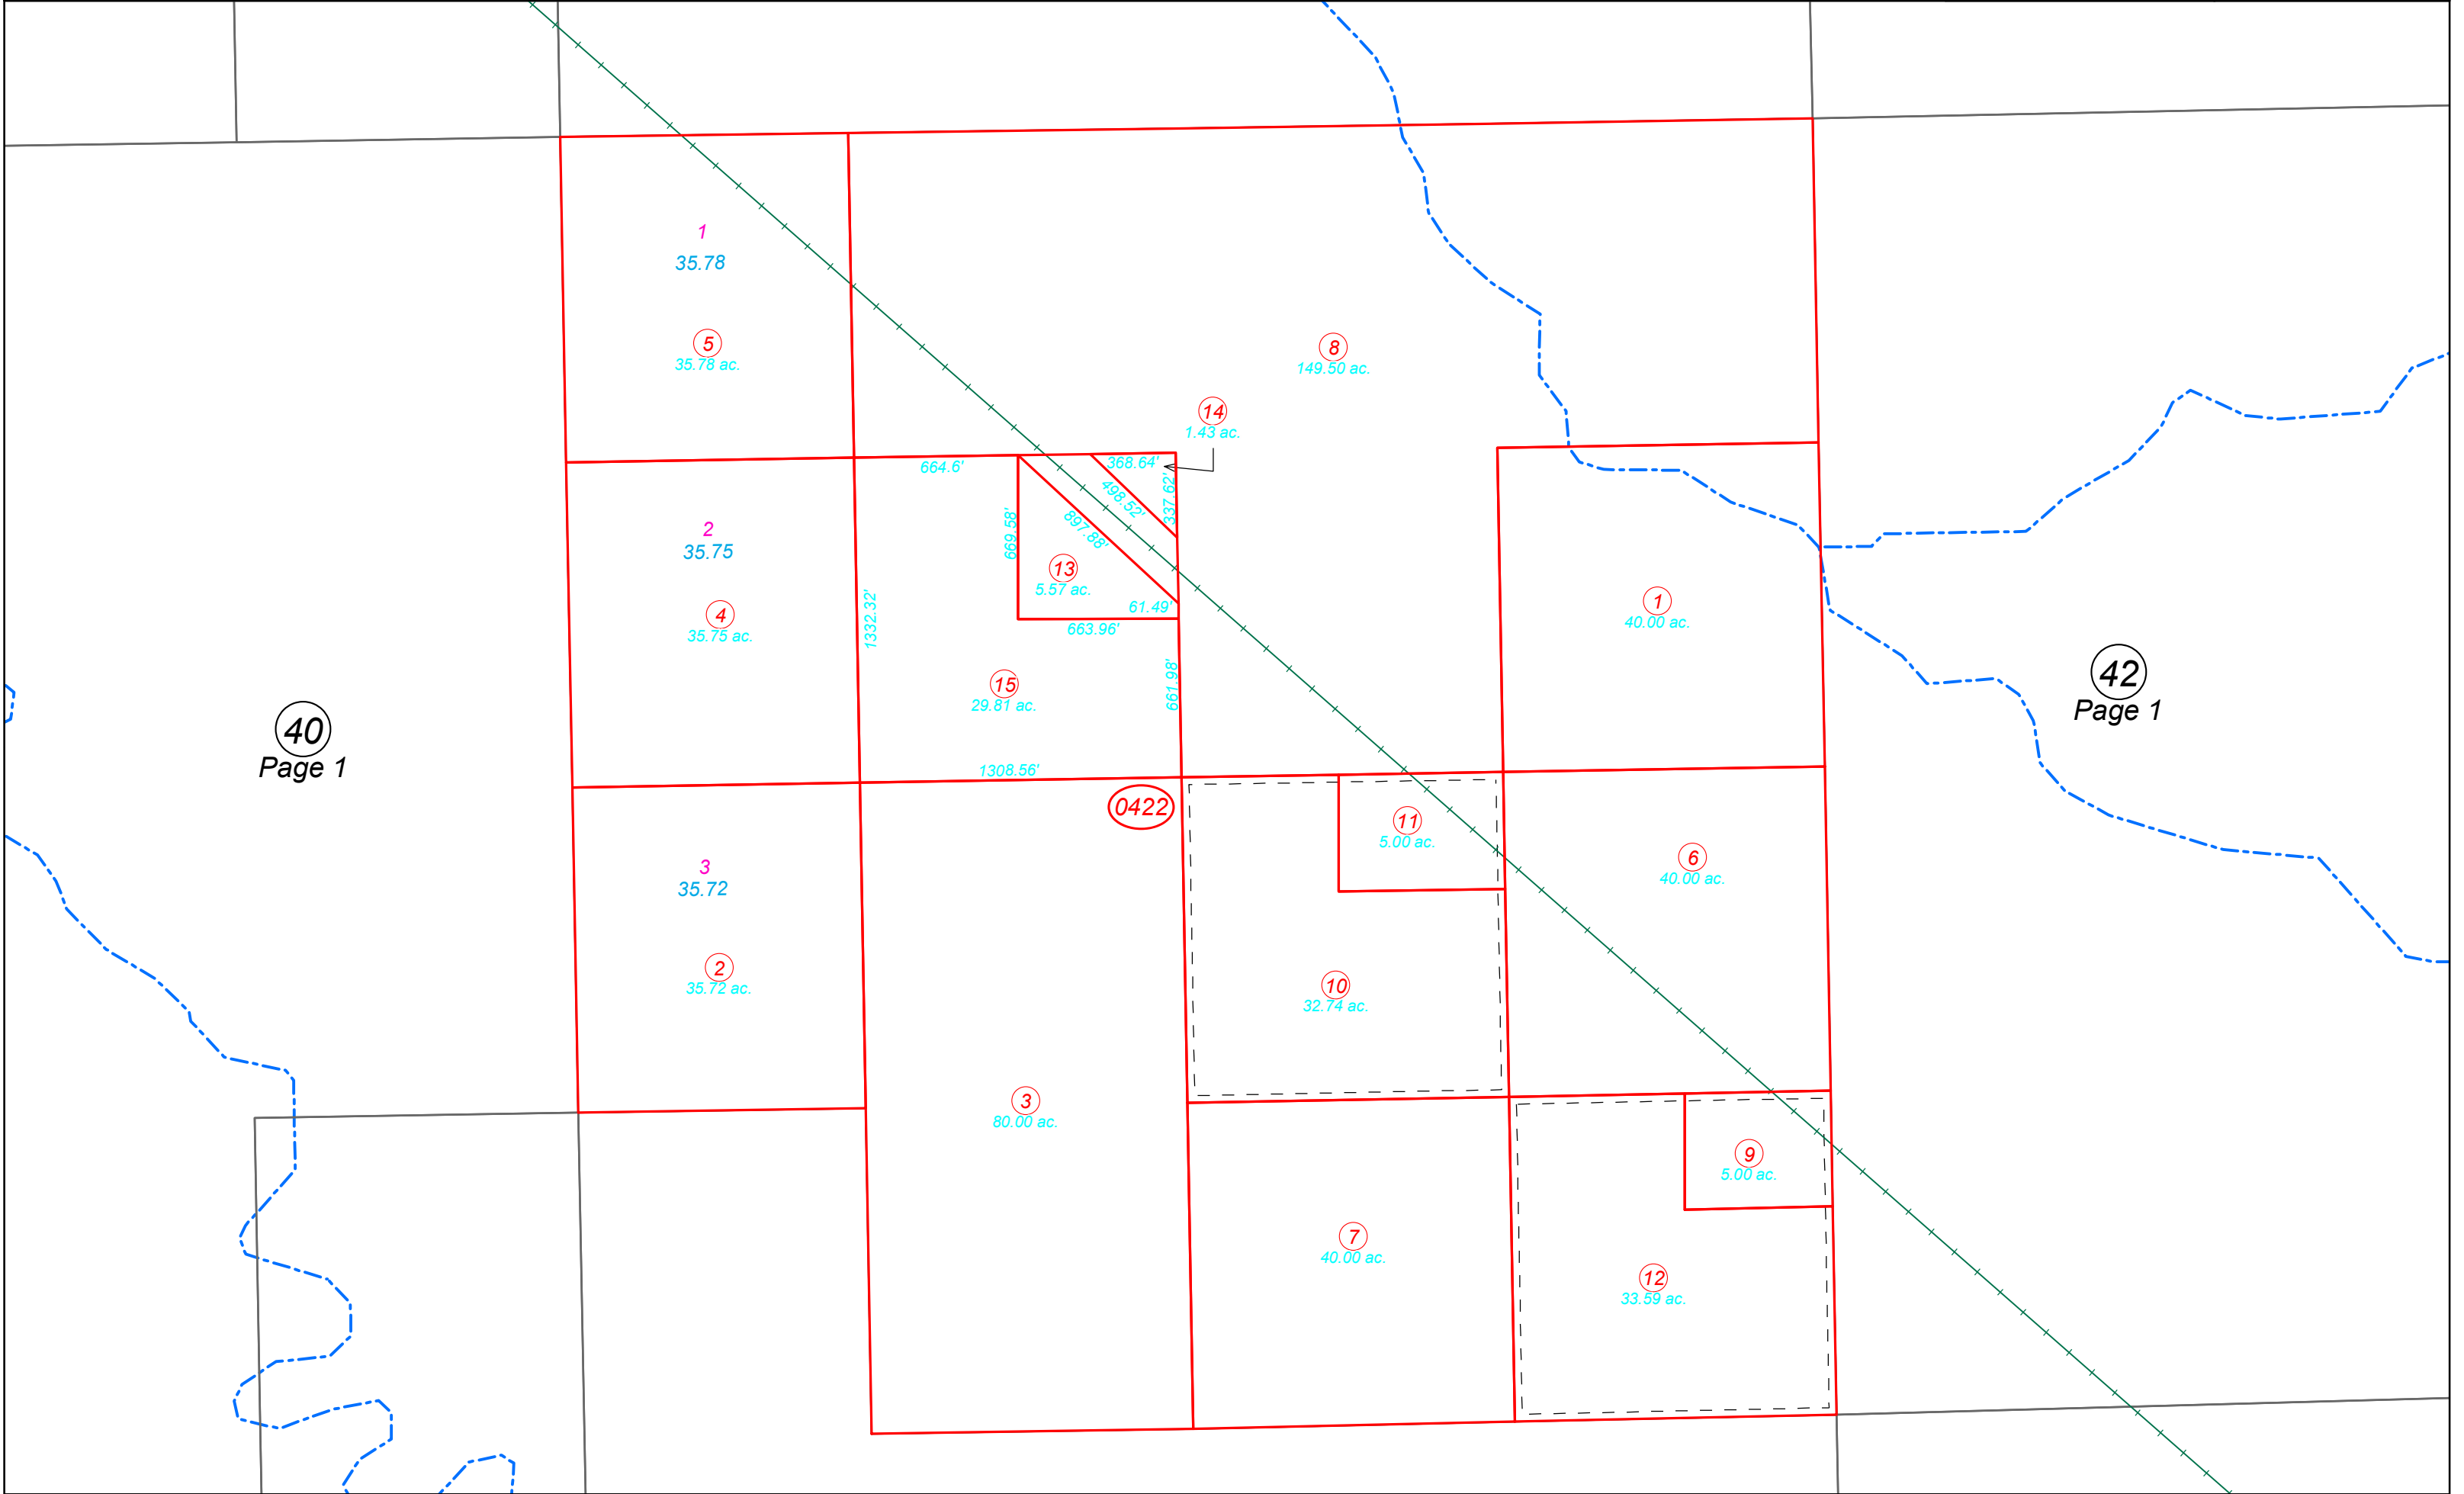 1
35.78
5
35.78 ac.
8
149.50 ac.
14
1.43 ac.
664.6'
368.64'
498.52'
337.62'
897.88'
669.58'
2
35.75
4
35.75 ac.
13
5.57 ac.
61.49'
663.96'
1332.32'
661.98'
15
29.81 ac.
1308.56'
1
40.00 ac.
40
Page 1
42
Page 1
0422
11
5.00 ac.
6
40.00 ac.
3
35.72
2
35.72 ac.
10
32.74 ac.
3
80.00 ac.
9
5.00 ac.
7
40.00 ac.
12
33.59 ac.